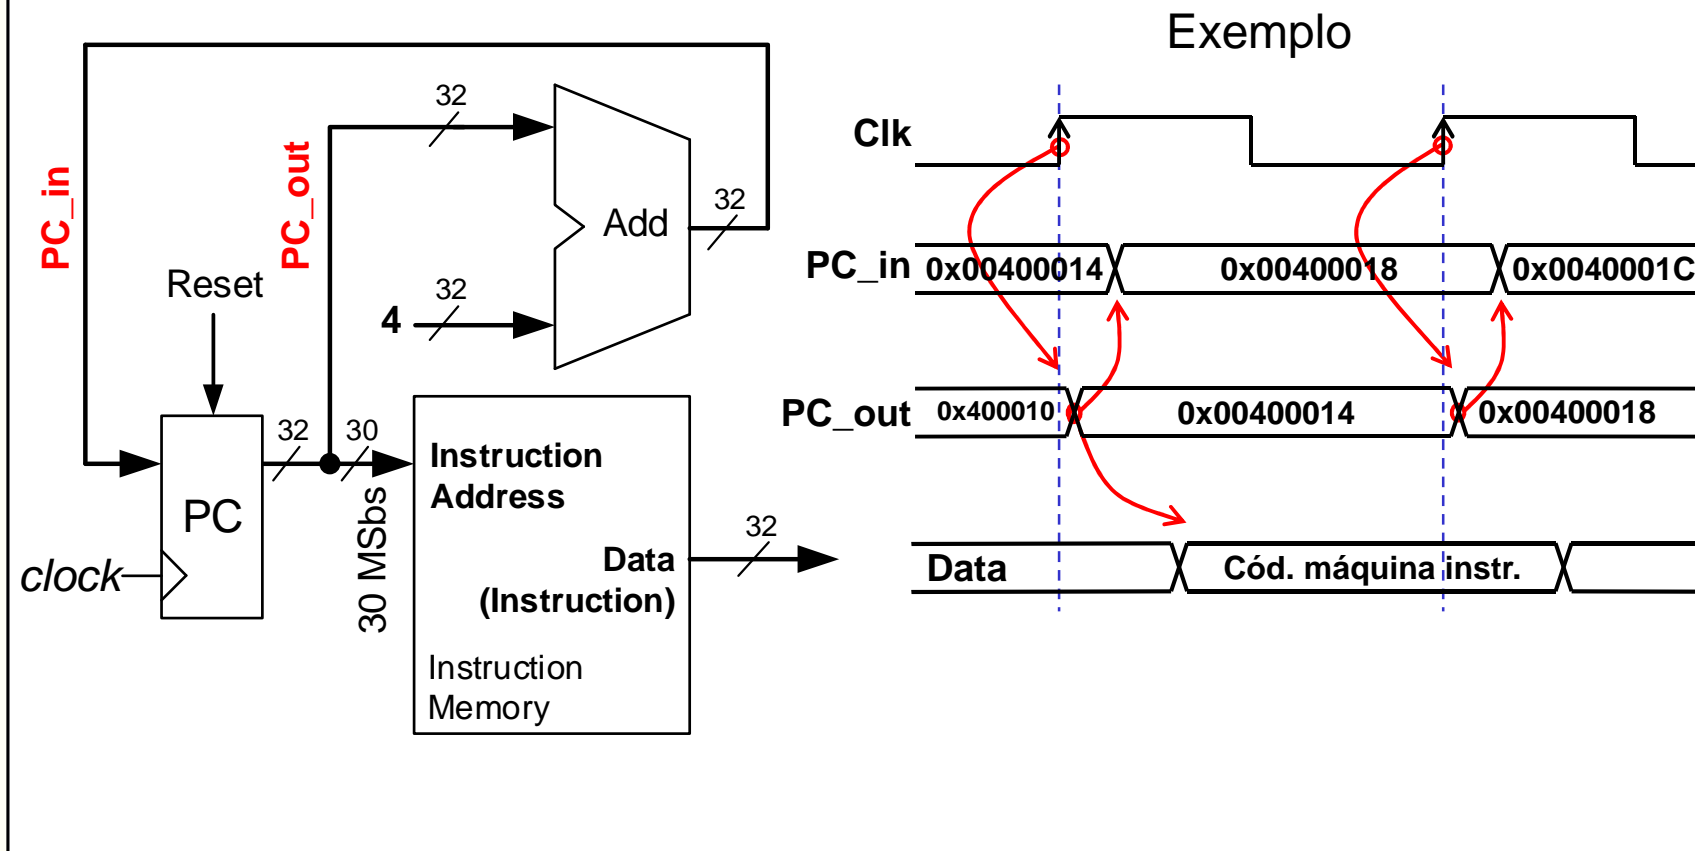 Exemplo
32
PC_in
PC_out
Add
32
32
4
Reset
32
30
PC
clock
30 MSbs
Instruction
Address
Data
(Instruction)
32
Instruction
Memory
Clk
PC_in 0x00400014 0x00400018 0x0040001C
PC_out 0x400010 0x00400014 0x00400018
Data Cód. máquina instr.